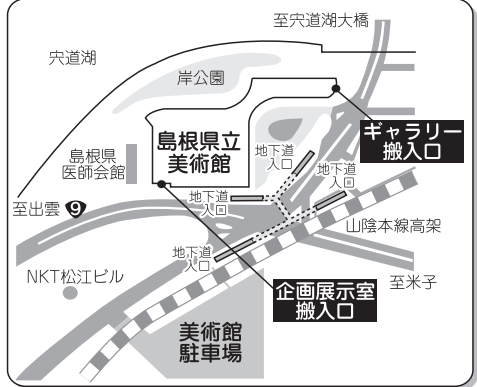 至宍道湖大橋
宍道湖
岸公園
ギャラリー
搬入口
島根県立
美術館
地下道
入口
島根県
医師会館
地下道
入口
地下道
入口
至出雲 9
山陰本線高架
地下道
入口
NKT松江ビル
至米子
企画展示室
搬入口
美術館
駐車場